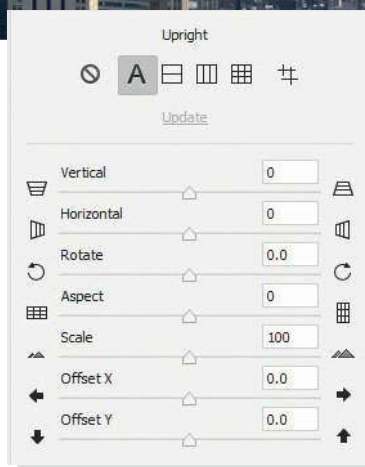 Upright
A
Update
Vertical 0
Horizontal 0
Rotate 0.0
Aspect 0
Scale 100
Offset X 0.0
Offset Y 0.0